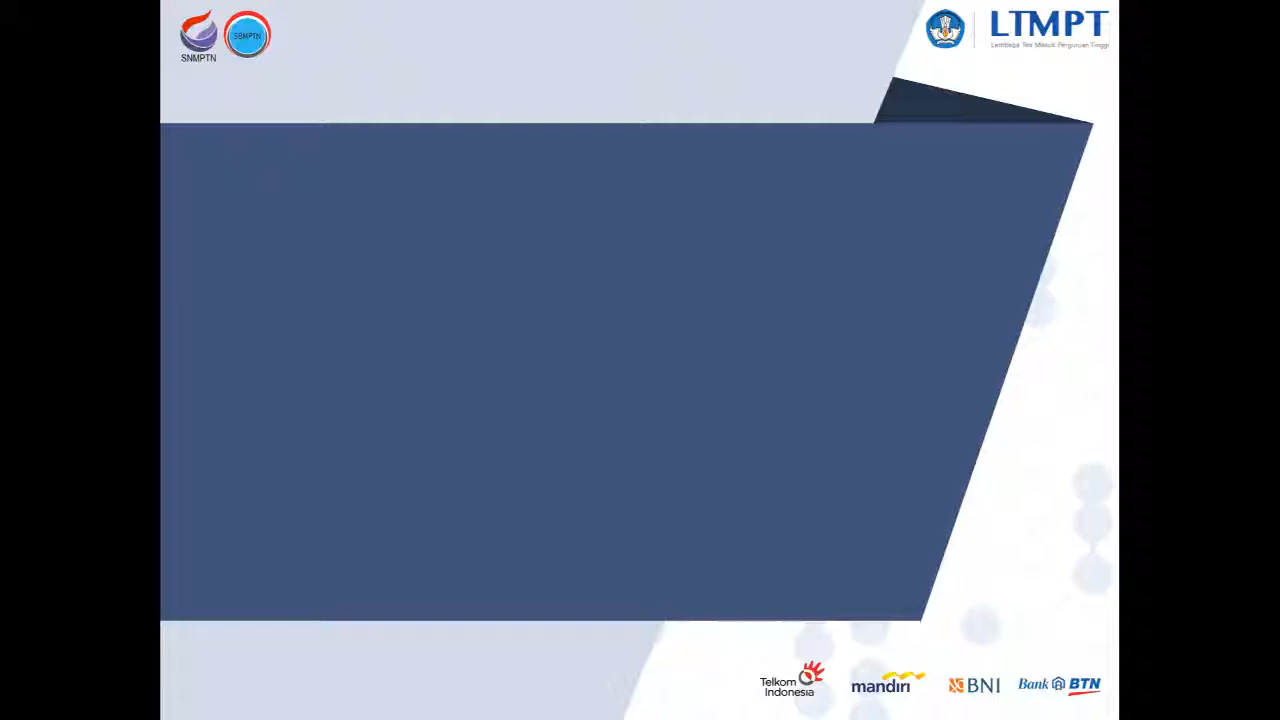 SNMPTN
SBMPTN
LTMPT
Lembaga Tes Masuk Perguruan Tinggi
Telkom
Indonesia
mandiri
BNI
Bank BTN